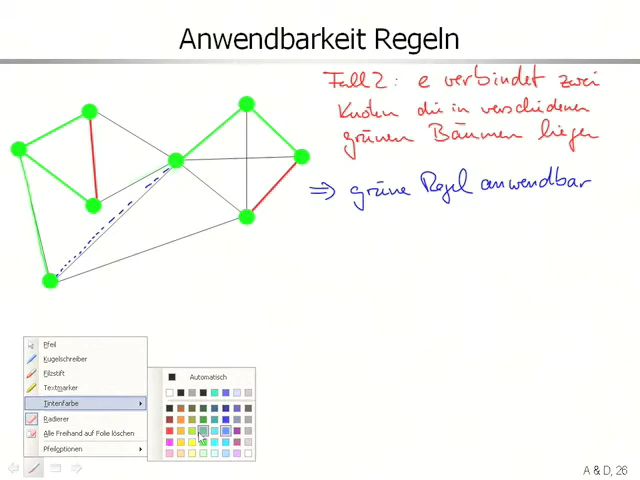 Anwendbarkeit Regeln
Fall 2: e verbindet zwei
Knoten die in verschiedenen
grünen Bäumen liegen
⇒ grüne Regel anwendbar
Pfeil
Kugelschreiber
Filzstift
Textmarker
Tintenfarbe
Radierer
Alle Freihand auf Folie löschen
Pfeiloptionen
Automatisch
A & D, 26